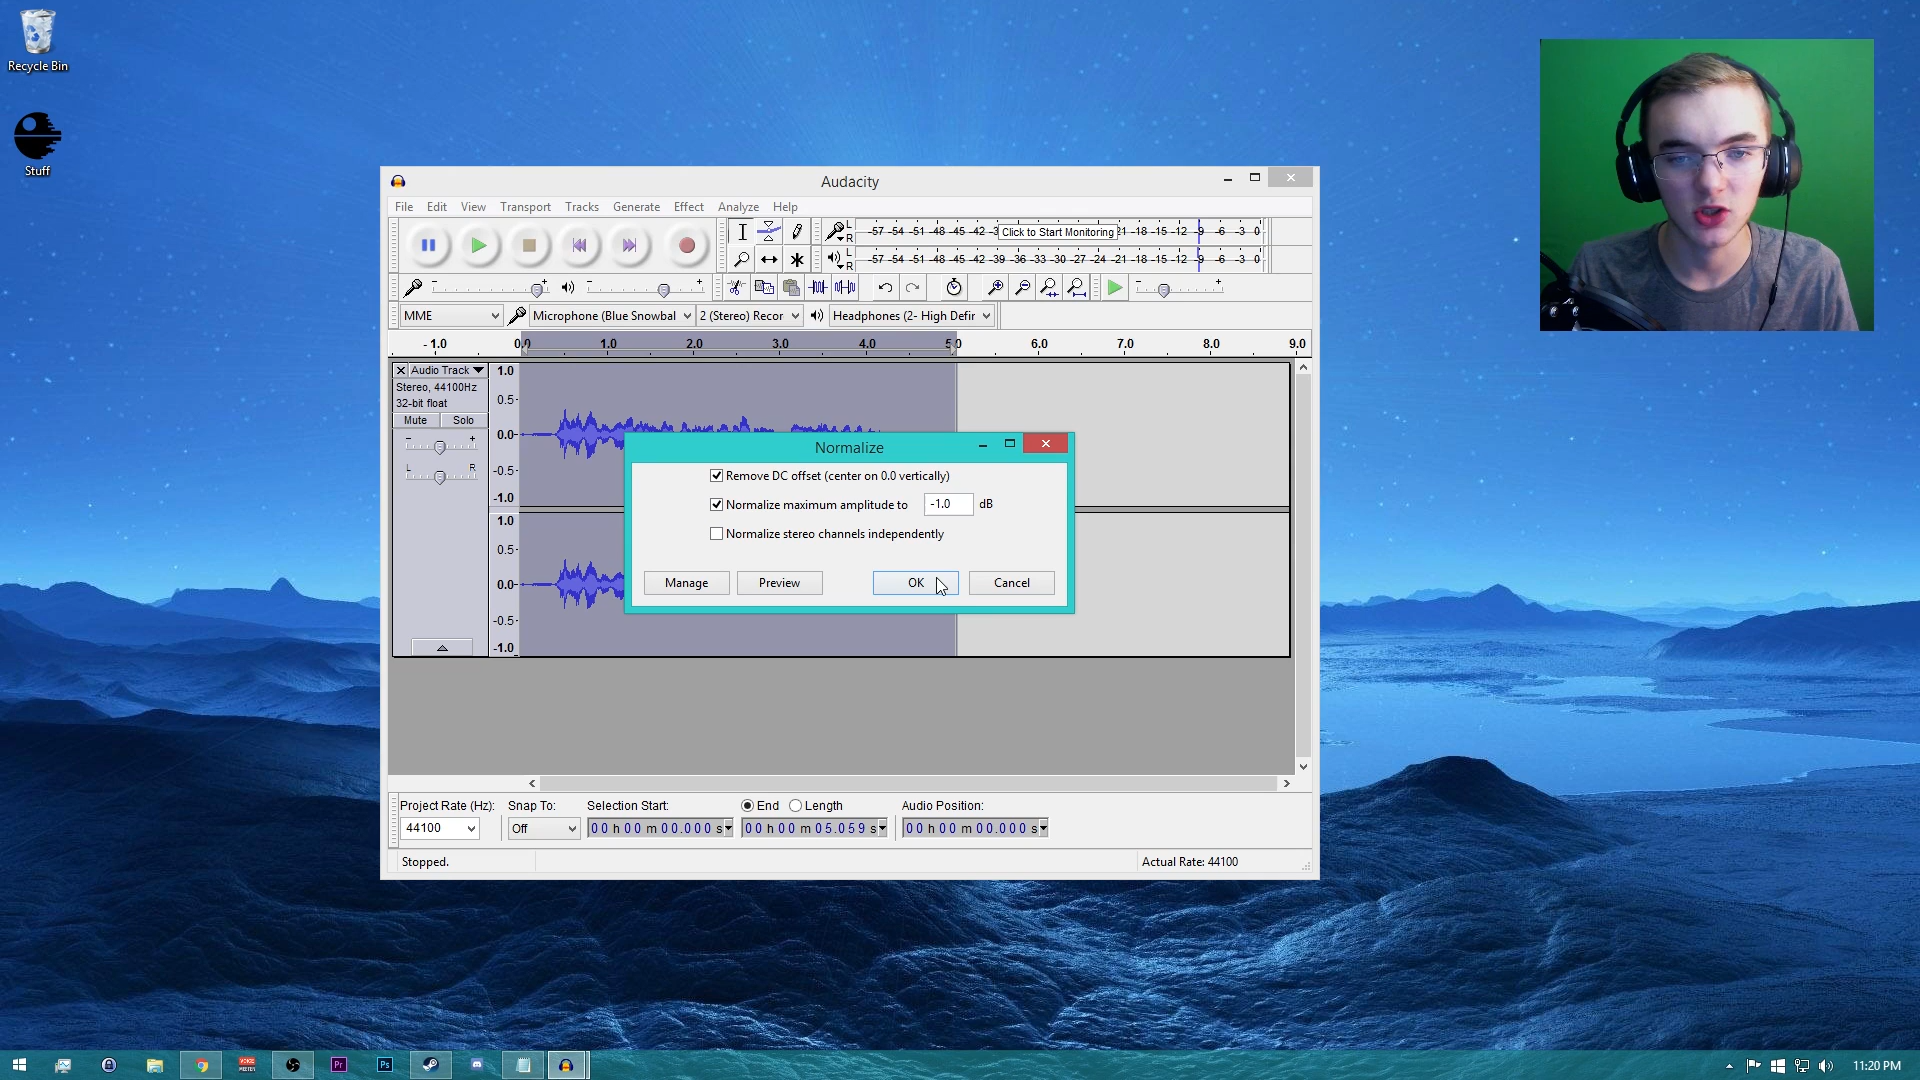 Recycle Bin
Stuff
Audacity
File Edit View Transport Tracks Generate Effect Analyze Help
L
R
-57 -54 -51 -48 -45 -42 -3 Click to Start Monitoring 21 -18 -15 -12 -9 -6 -3 0
L
R
-57 -54 -51 -48 -45 -42 -39 -36 -33 -30 -27 -24 -21 -18 -15 -12 -9 -6 -3 0
MME Microphone (Blue Snowbal 2 (Stereo) Recor Headphones (2- High Defir
-1.0 0.0 1.0 2.0 3.0 4.0 5.0 6.0 7.0 8.0 9.0
Audio Track
Stereo, 44100Hz
32-bit float
Mute Solo
- +
L R
1.0
0.5
0.0
-0.5
-1.0
1.0
0.5
0.0
-0.5
-1.0
Normalize
Remove DC offset (center on 0.0 vertically)
Normalize maximum amplitude to -1.0 dB
Normalize stereo channels independently
Manage Preview OK Cancel
Project Rate (Hz): Snap To: Selection Start: End Length Audio Position:
44100 Off 00 h 00 m 00.000 s 00 h 00 m 05.059 s 00 h 00 m 00.000 s
Stopped. Actual Rate: 44100
VOICE
MEETER
Pr
Ps
11:20 PM